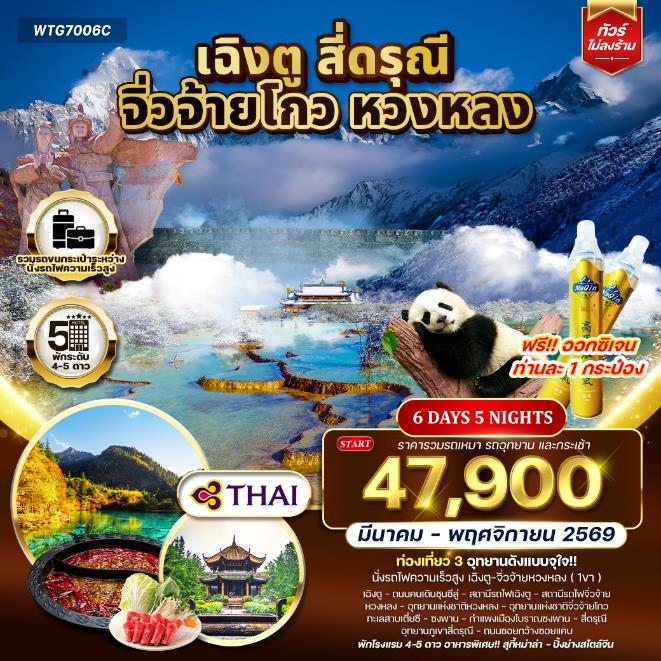 WTG7006C
ทัวร์
ไม่ลงร้าน
เฉิงตู สี่ดรุณี
จิ่วจ้ายโกว หวงหลง
รวมรถขนกระเป๋าระหว่าง
นั่งรถไฟความเร็วสูง
5
พักระดับ
4-5 ดาว
ฟรี!! ออกซิเจน
ท่านละ 1 กระป๋อง
6 DAYS 5 NIGHTS
START
ราคารวมรถเหมา รถอุทยาน และกระเช้า
47,900
THAI
มีนาคม - พฤศจิกายน 2569
ท่องเที่ยว 3 อุทยานดังแบบจุใจ!!
นั่งรถไฟความเร็วสูง เฉิงตู-จิ่วจ้ายหวงหลง ( 1ขา )
เฉิงตู - ถนนคนเดินชุนซีลู่ - สถานีรถไฟเฉิงตู - สถานีรถไฟจิ่วจ้าย
หวงหลง - อุทยานแห่งชาติหวงหลง - อุทยานแห่งชาติจิ่วจ้ายโกว
ทะเลสาบเตี๋ยซี - ซงพาน - กำแพงเมืองโบราณซงพาน - สี่ดรุณี
อุทยานภูเขาสี่ดรุณี - ถนนซอยกว้างซอยแคบ
พักโรงแรม 4-5 ดาว อาหารพิเศษ!! สุกี้หม่าล่า - ปิ้งย่างสไตล์จีน